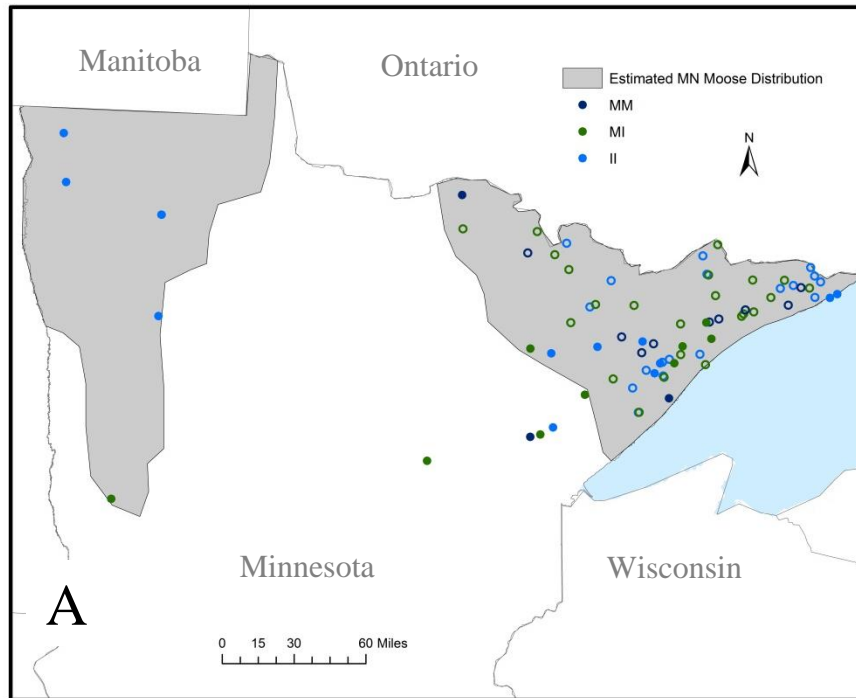 Manitoba
Ontario
Estimated MN Moose Distribution
MM
MI
II
N
Minnesota
Wisconsin
A
0 15 30 60 Miles